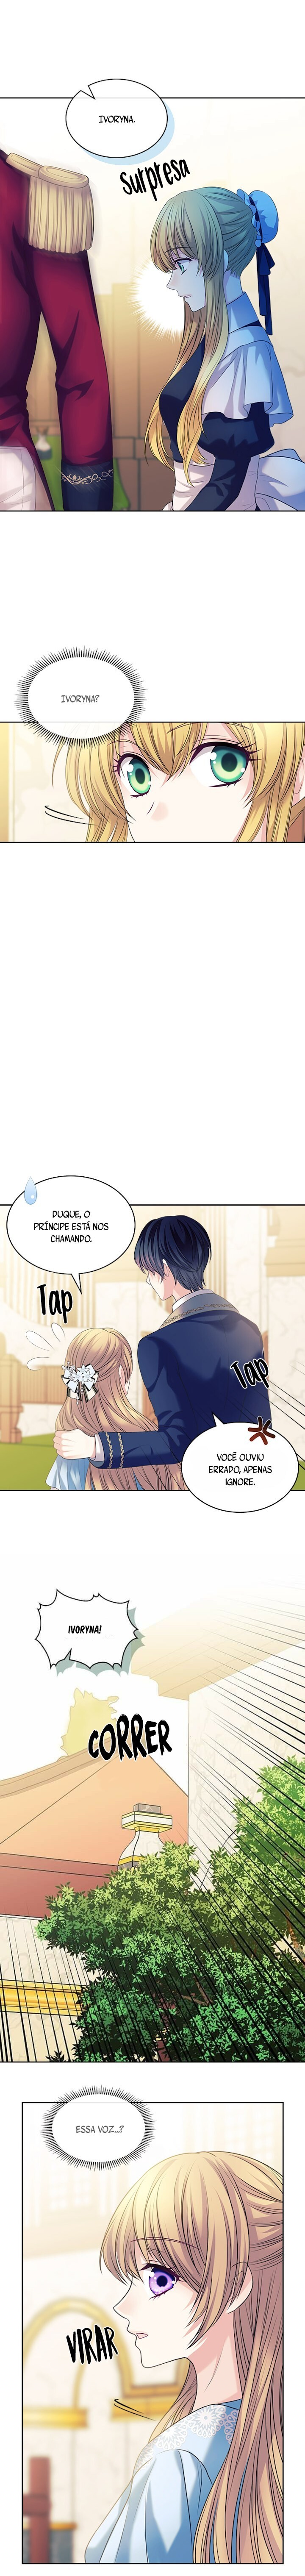 IVORYNA.
Surpresa
IVORYNA?
DUQUE, O
PRÍNCIPE ESTÁ NOS
CHAMANDO.
Tap
Tap
VOCÊ OUVIU
ERRADO, APENAS
IGNORE.
IVORYNA!
CORRER
ESSA VOZ...?
VIRAR